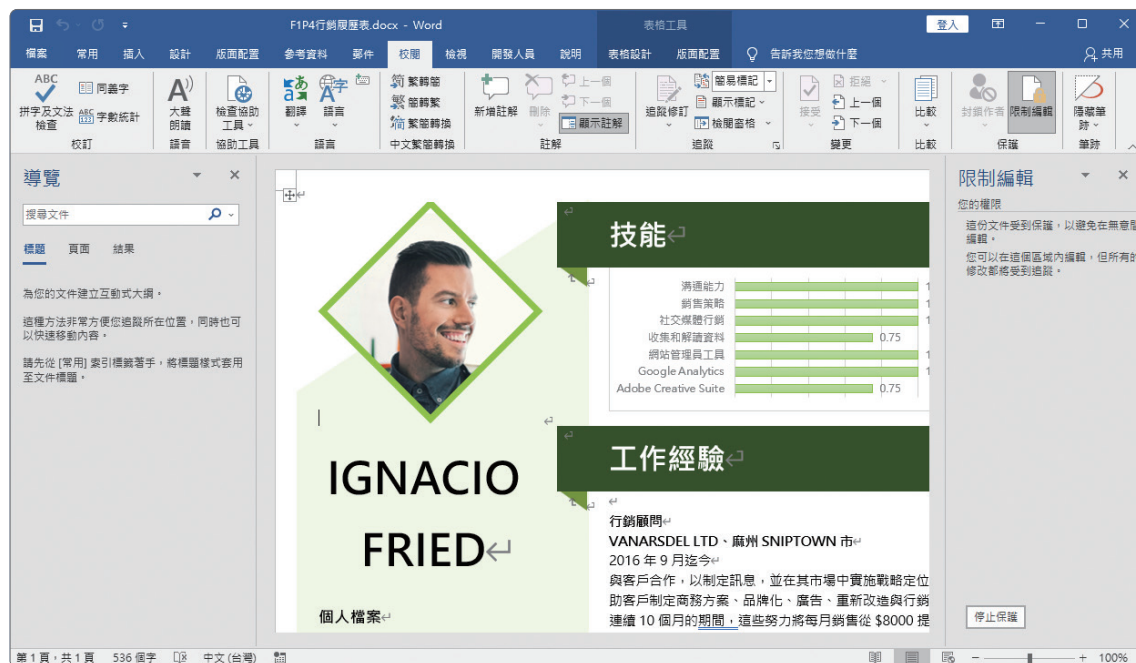 F1P4行銷履歷表.docx - Word
表格工具
登入
檔案 常用 插入 設計 版面配置 參考資料 郵件 校閱 檢視 開發人員 說明 表格設計 版面配置 告訴我您想做什麼 共用
ABC
拼字及文法檢查
同義字
ABC
123
字數統計
校訂
A
大聲朗讀
語音
檢查協助工具
協助工具
あ
a
翻譯
字
A
語言
語言
简 繁轉簡
繁 簡轉繁
简 繁簡轉換
中文繁簡轉換
新增註解
刪除
上一個
下一個
顯示註解
註解
追蹤修訂
簡易標記
顯示標記
檢閱窗格
追蹤
接受
拒絕
上一個
下一個
變更
比較
比較
封鎖作者
限制編輯
保護
隱藏筆跡
筆跡
導覽
搜尋文件
標題 頁面 結果
為您的文件建立互動式大綱。
這種方法非常方便您追蹤所在位置，同時也可
以快速移動內容。
請先從 [常用] 索引標籤著手，將標題樣式套用
至文件標題。
IGNACIO
FRIED
個人檔案
技能
溝通能力 1
銷售策略 1
社交媒體行銷 1
收集和解讀資料 0.75
網站管理員工具 1
Google Analytics 1
Adobe Creative Suite 0.75
工作經驗
行銷顧問
VANARSDEL LTD、麻州 SNIPTOWN 市
2016 年 9 月迄今
與客戶合作，以制定訊息，並在其市場中實施戰略定位
助客戶制定商務方案、品牌化、廣告、重新改造與行銷
連續 10 個月的期間，這些努力將每月銷售從 $8000 提
限制編輯
您的權限
這份文件受到保護，以避免在無意間
編輯。
您可以在這個區域內編輯，但所有的
修改都將受到追蹤。
停止保護
第 1 頁，共 1 頁 536 個字 中文 (台灣) 100%